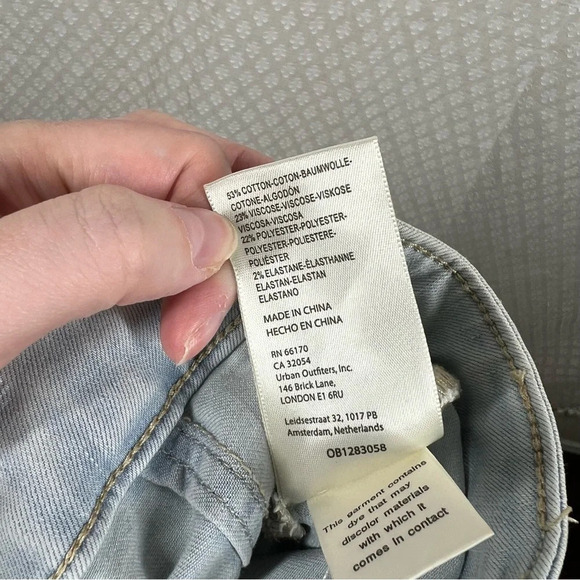 53% COTTON-COTON-BAUMWOLLE-
COTONE-ALGODÓN
23% VISCOSE-VISCOSE-VISKOSE
VISCOSA-VISCOSA
22% POLYESTER-POLYESTER-
POLYESTER-POLIESTERE-
POLIÉSTER
2% ELASTANE-ÉLASTHANNE
ELASTAN-ELASTAN
ELASTANO
MADE IN CHINA
HECHO EN CHINA
RN 66170
CA 32054
Urban Outfiters, Inc.
146 Brick Lane,
LONDON E1 6RU
Leidsestraat 32, 1017 PB
Amsterdam, Netherlands
OB1283058
This garment contains
dye that may
discolor materials
with which it
comes in contact